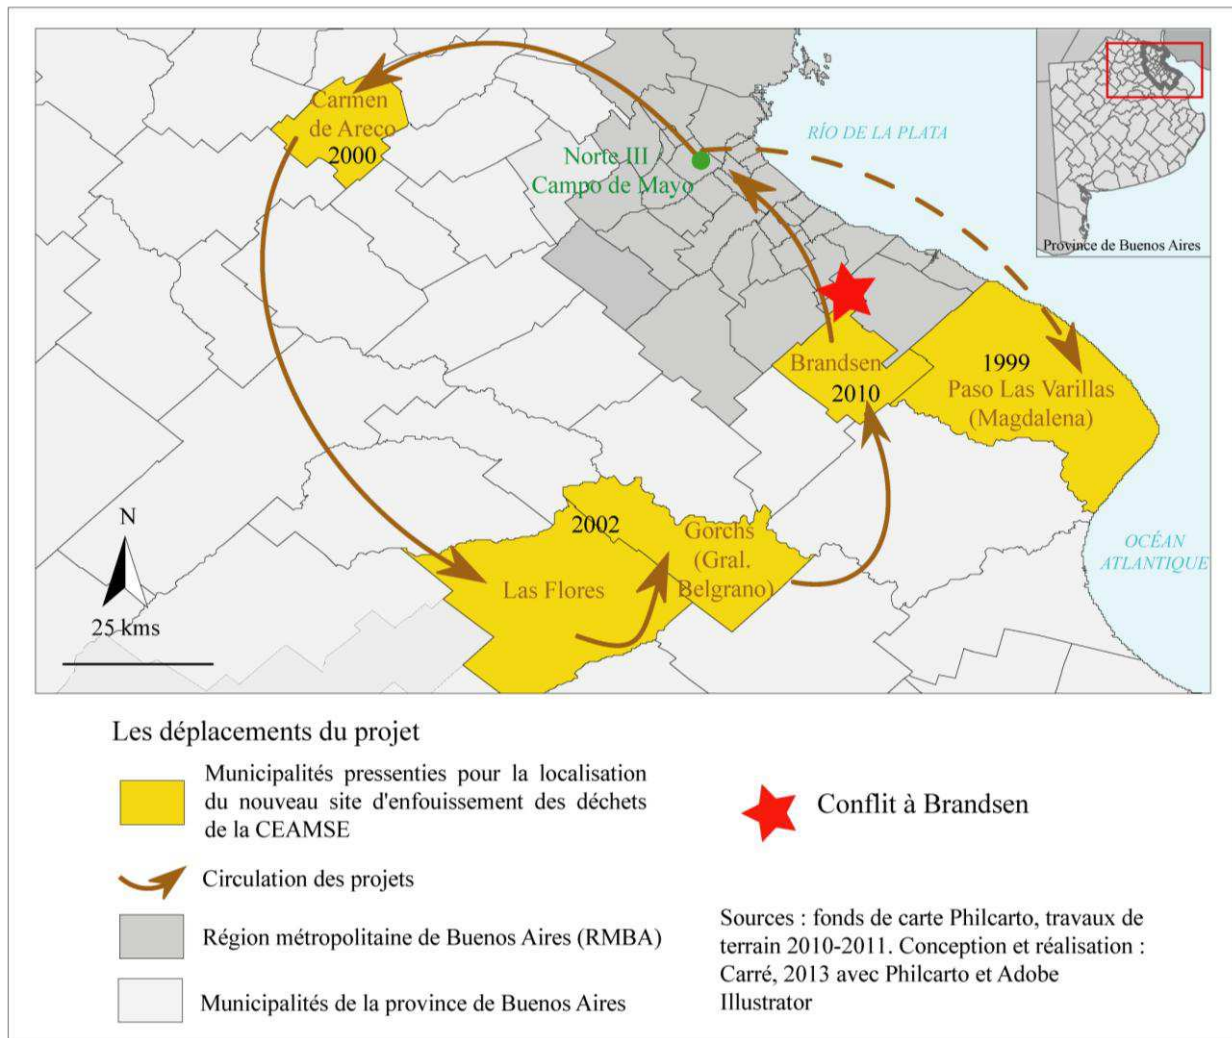 Carmen
de Areco
2000
Norte III
Campo de Mayo
RÍO DE LA PLATA
Province de Buenos Aires
Brandsen
2010
1999
Paso Las Varillas
(Magdalena)
2002
Gorchs
(Gral.
Belgrano)
Las Flores
OCÉAN
ATLANTIQUE
N
25 kms
Les déplacements du projet
Municipalités pressenties pour la localisation
du nouveau site d'enfouissement des déchets
de la CEAMSE
Circulation des projets
Région métropolitaine de Buenos Aires (RMBA)
Municipalités de la province de Buenos Aires
Conflit à Brandsen
Sources : fonds de carte Philcarto, travaux de
terrain 2010-2011. Conception et réalisation :
Carré, 2013 avec Philcarto et Adobe
Illustrator